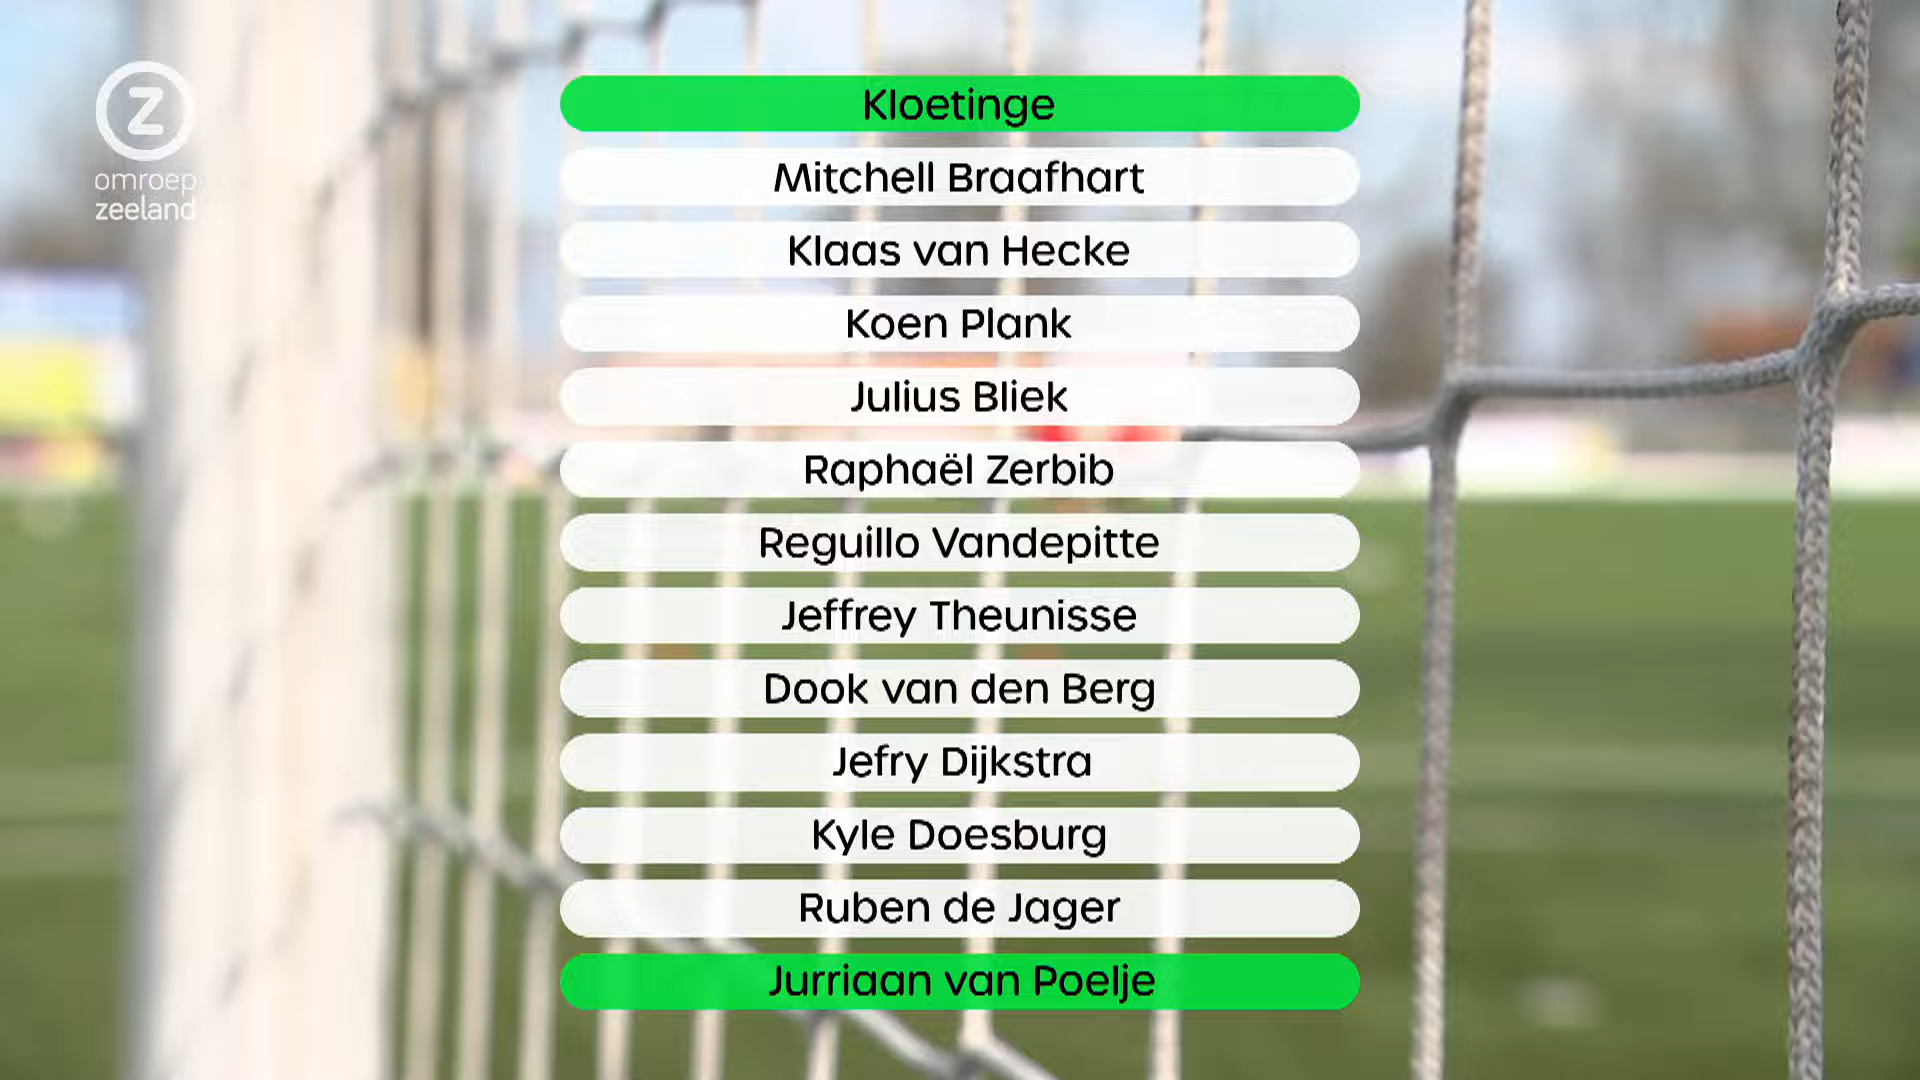 Z
omroep
zeeland
Kloetinge
Mitchell Braafhart
Klaas van Hecke
Koen Plank
Julius Bliek
Raphaël Zerbib
Reguillo Vandepitte
Jeffrey Theunisse
Dook van den Berg
Jefry Dijkstra
Kyle Doesburg
Ruben de Jager
Jurriaan van Poelje